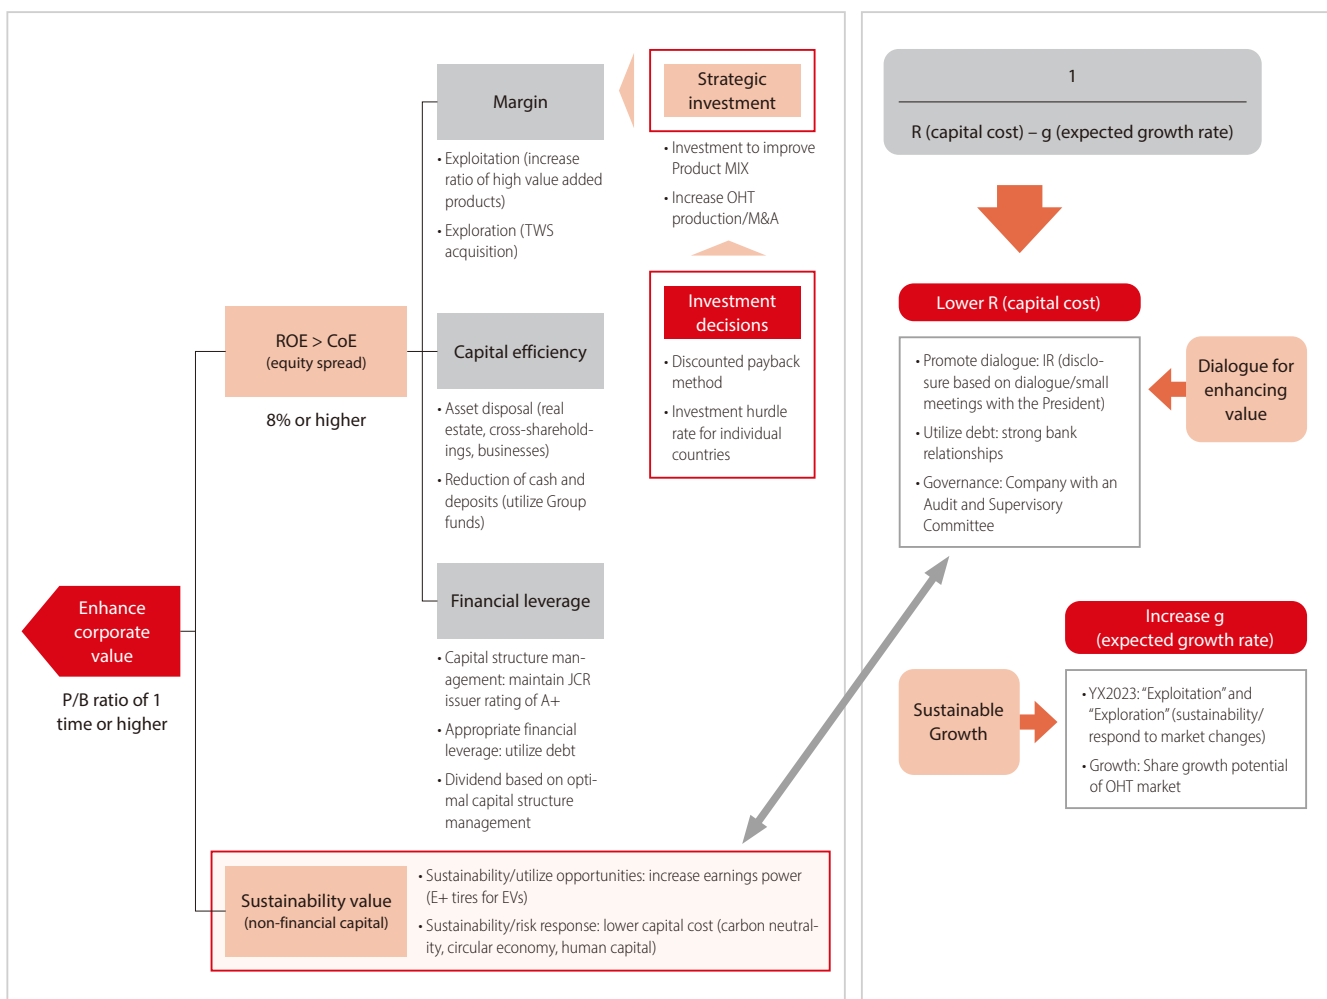 Enhance
corporate
value
P/B ratio of 1
time or higher
ROE > CoE
(equity spread)
8% or higher
Margin
• Exploitation (increase
ratio of high value added
products)
• Exploration (TWS
acquisition)
Strategic
investment
• Investment to improve
Product MIX
• Increase OHT
production/M&A
Investment
decisions
• Discounted payback
method
• Investment hurdle
rate for individual
countries
Capital efficiency
• Asset disposal (real
estate, cross-sharehold-
ings, businesses)
• Reduction of cash and
deposits (utilize Group
funds)
Financial leverage
• Capital structure man-
agement: maintain JCR
issuer rating of A+
• Appropriate financial
leverage: utilize debt
• Dividend based on opti-
mal capital structure
management
Sustainability value
(non-financial capital)
• Sustainability/utilize opportunities: increase earnings power
(E+ tires for EVs)
• Sustainability/risk response: lower capital cost (carbon neutral-
ity, circular economy, human capital)
1
R (capital cost) – g (expected growth rate)
Lower R (capital cost)
• Promote dialogue: IR (disclo-
sure based on dialogue/small
meetings with the President)
• Utilize debt: strong bank
relationships
• Governance: Company with an
Audit and Supervisory
Committee
Dialogue for
enhancing
value
Increase g
(expected growth rate)
Sustainable
Growth
• YX2023: “Exploitation” and
“Exploration” (sustainability/
respond to market changes)
• Growth: Share growth potential
of OHT market